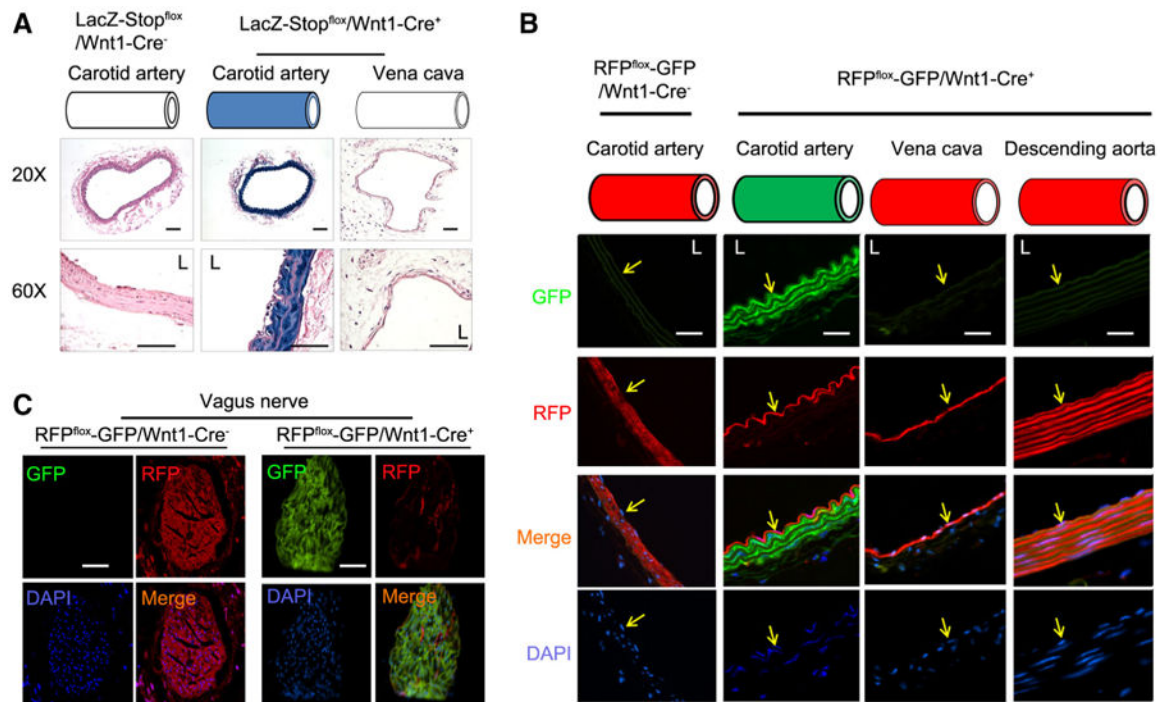 A
LacZ-Stopflox
/Wnt1-Cre-
LacZ-Stopflox/Wnt1-Cre+
Carotid artery
Carotid artery
Vena cava
20X
60X
L
L
L
B
RFPflox-GFP
/Wnt1-Cre-
RFPflox-GFP/Wnt1-Cre+
Carotid artery
Carotid artery
Vena cava
Descending aorta
L
L
L
L
GFP
RFP
Merge
DAPI
C
Vagus nerve
RFPflox-GFP/Wnt1-Cre-
RFPflox-GFP/Wnt1-Cre+
GFP
RFP
GFP
RFP
DAPI
Merge
DAPI
Merge